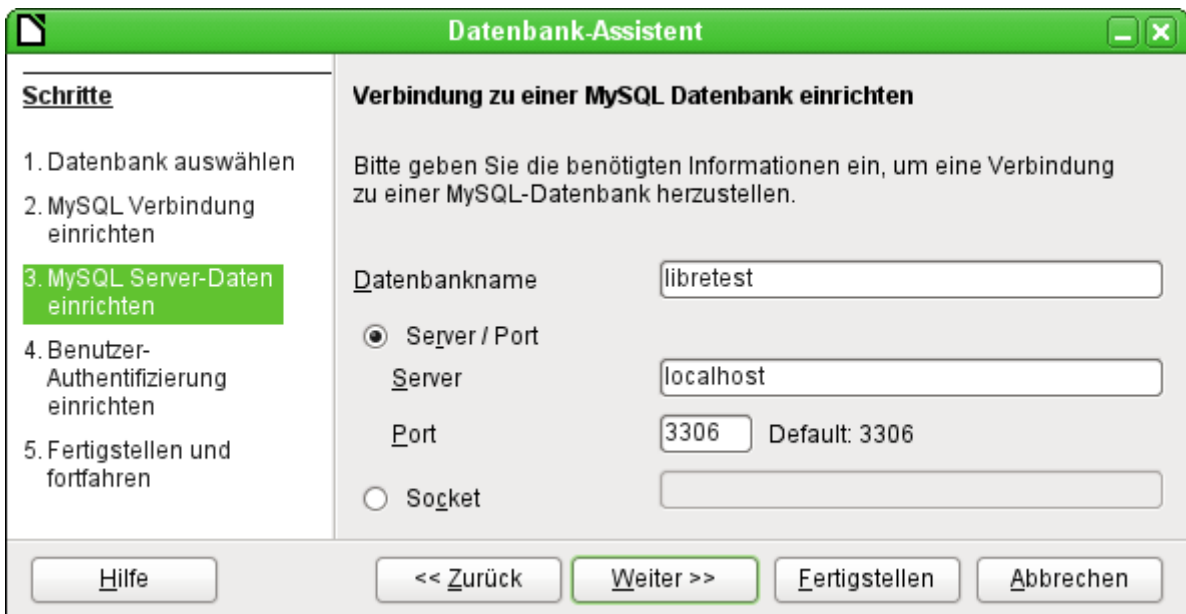 Datenbank-Assistent
Schritte
1. Datenbank auswählen
2. MySQL Verbindung
einrichten
3. MySQL Server-Daten
einrichten
4. Benutzer-
Authentifizierung
einrichten
5. Fertigstellen und
fortfahren
Verbindung zu einer MySQL Datenbank einrichten
Bitte geben Sie die benötigten Informationen ein, um eine Verbindung
zu einer MySQL-Datenbank herzustellen.
Datenbankname libretest
Server / Port
Server localhost
Port 3306 Default: 3306
Socket
Hilfe << Zurück Weiter >> Fertigstellen Abbrechen